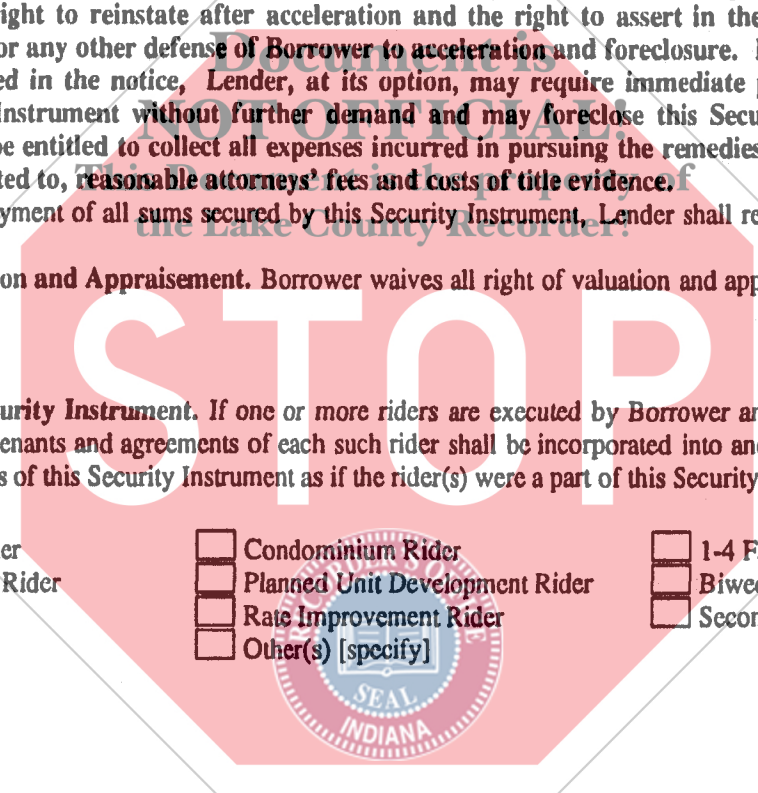 ight to reinstate after acceleration and the right to assert in the
or any other defense of Borrower to acceleration and foreclosure.
Document is
ed in the notice, Lender, at its option, may require immediate
Instrument without further demand and may foreclose this Secu
NOT OFFICIAL!
be entitled to collect all expenses incurred in pursuing the remedies
ted to, reasonable attorneys' fees and costs of title evidence.
This Document is the property of
yment of all sums secured by this Security Instrument, Lender shall re
the Lake County Recorder!
on and Appraisement. Borrower waives all right of valuation and app
STOP
urity Instrument. If one or more riders are executed by Borrower an
enants and agreements of each such rider shall be incorporated into an
s of this Security Instrument as if the rider(s) were a part of this Security
er Condominium Rider 1-4 F
Rider Planned Unit Development Rider Biwee
Rate Improvement Rider Secon
Other(s) [specify]
SEAL
INDIANA